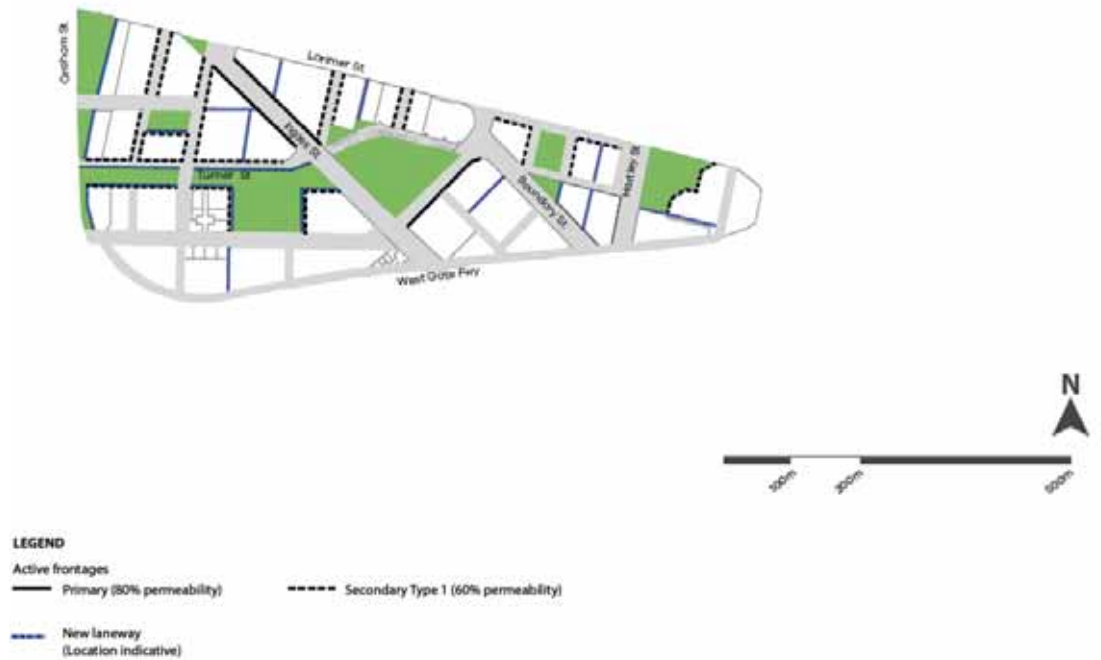 Graham St
Lorimer St
Ingles St
Turner St
Boundary St
Hartley St
West Gate Fwy
N
100m
200m
500m
LEGEND
Active frontages
Primary (80% permeability)
Secondary Type 1 (60% permeability)
New laneway
(Location indicative)